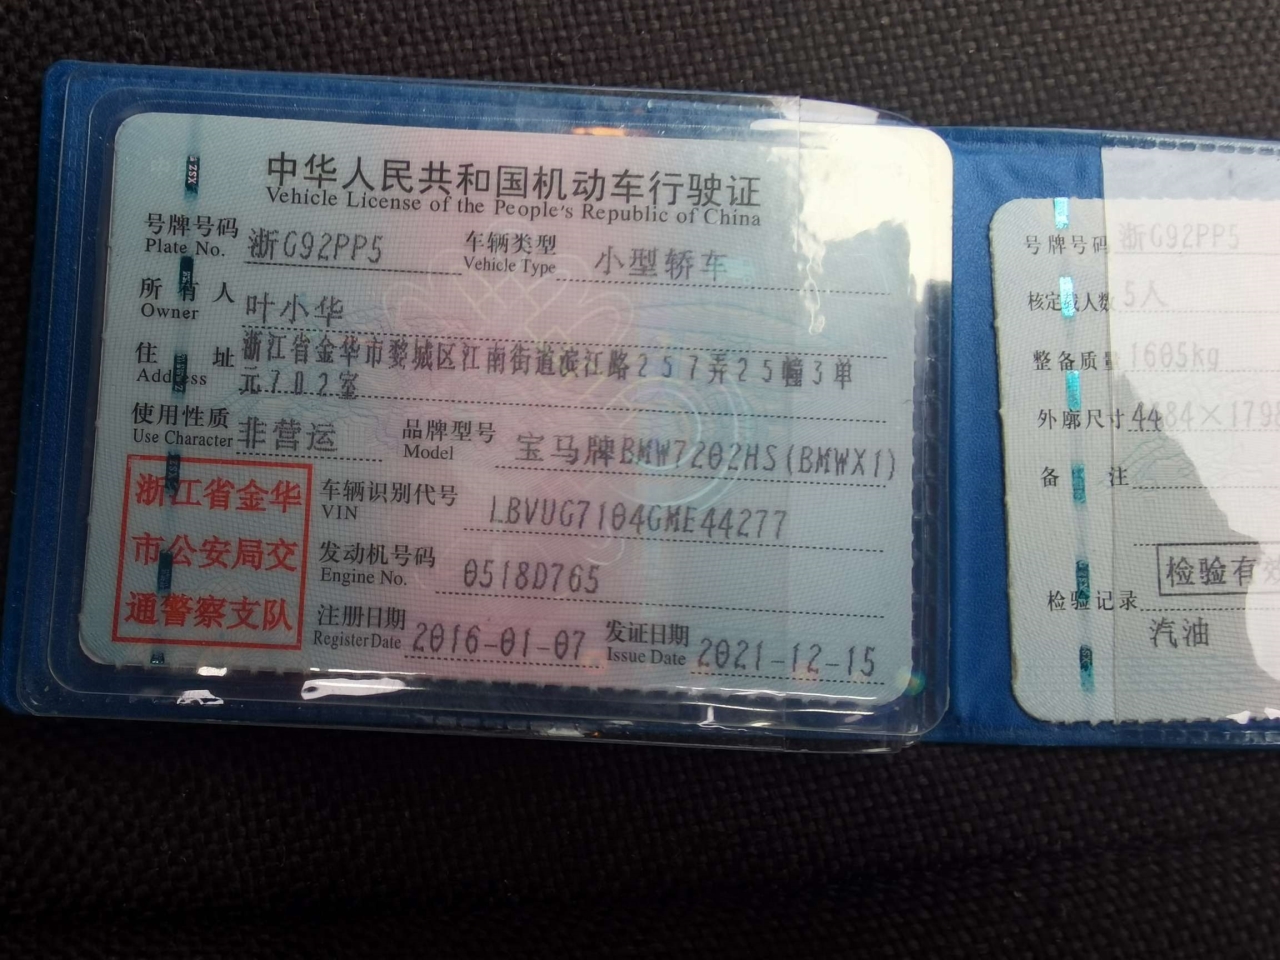 中华人民共和国机动车行驶证
Vehicle License of the People's Republic of China
号牌号码 浙G92PP5 车辆类型 小型轿车
Plate No. Vehicle Type
所有人 叶小华
Owner
住址 浙江省金华市婺城区江南街道滨江路257弄25幢3单
Address 元702室
使用性质 非营运 品牌型号 宝马牌BMW7202HS(BMWX1)
Use Character Model
浙江省金华
市公安局交
通警察支队
车辆识别代号 LBVUG7104GME44277
VIN
发动机号码 0518D765
Engine No.
注册日期 2016-01-07 发证日期 2021-12-15
Register Date Issue Date
号牌号码 浙G92PP5
核定载人数 5人
整备质量 1605kg
外廓尺寸 4484×179
备注
检验有效
检验记录
汽油